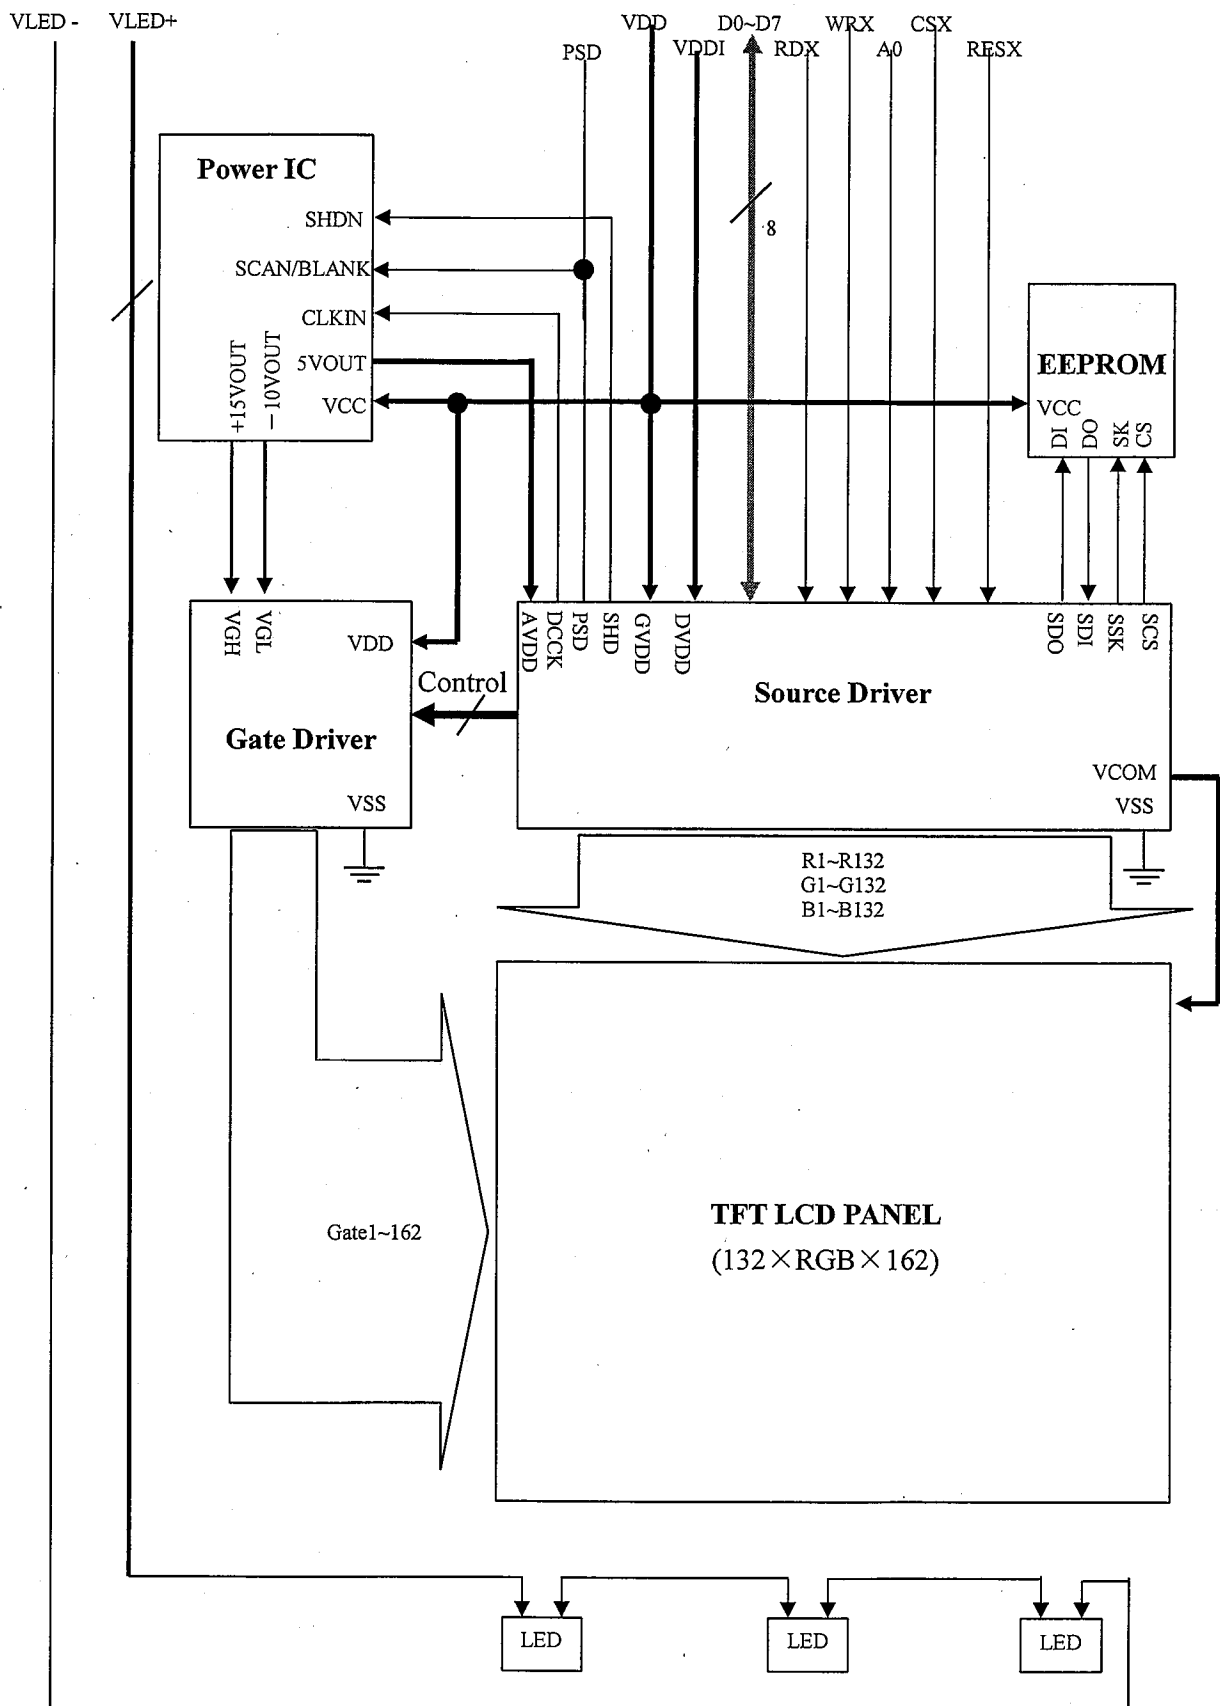 VLED - VLED+ VDD D0~D7 WRX CSX
PSD VDDI RDX A0 RESX
Power IC
SHDN
8
SCAN/BLANK
CLKIN
5VOUT
VCC
+15VOUT
－10VOUT
EEPROM
VCC
DI DO SK CS
VGH VGL
VDD
Gate Driver
VSS
Control
AVDD DCCK PSD SHD GVDD DVDD
SDO SDI SSK SCS
Source Driver
VCOM
VSS
R1~R132
G1~G132
B1~B132
Gate1~162
TFT LCD PANEL
(132×RGB×162)
LED LED LED